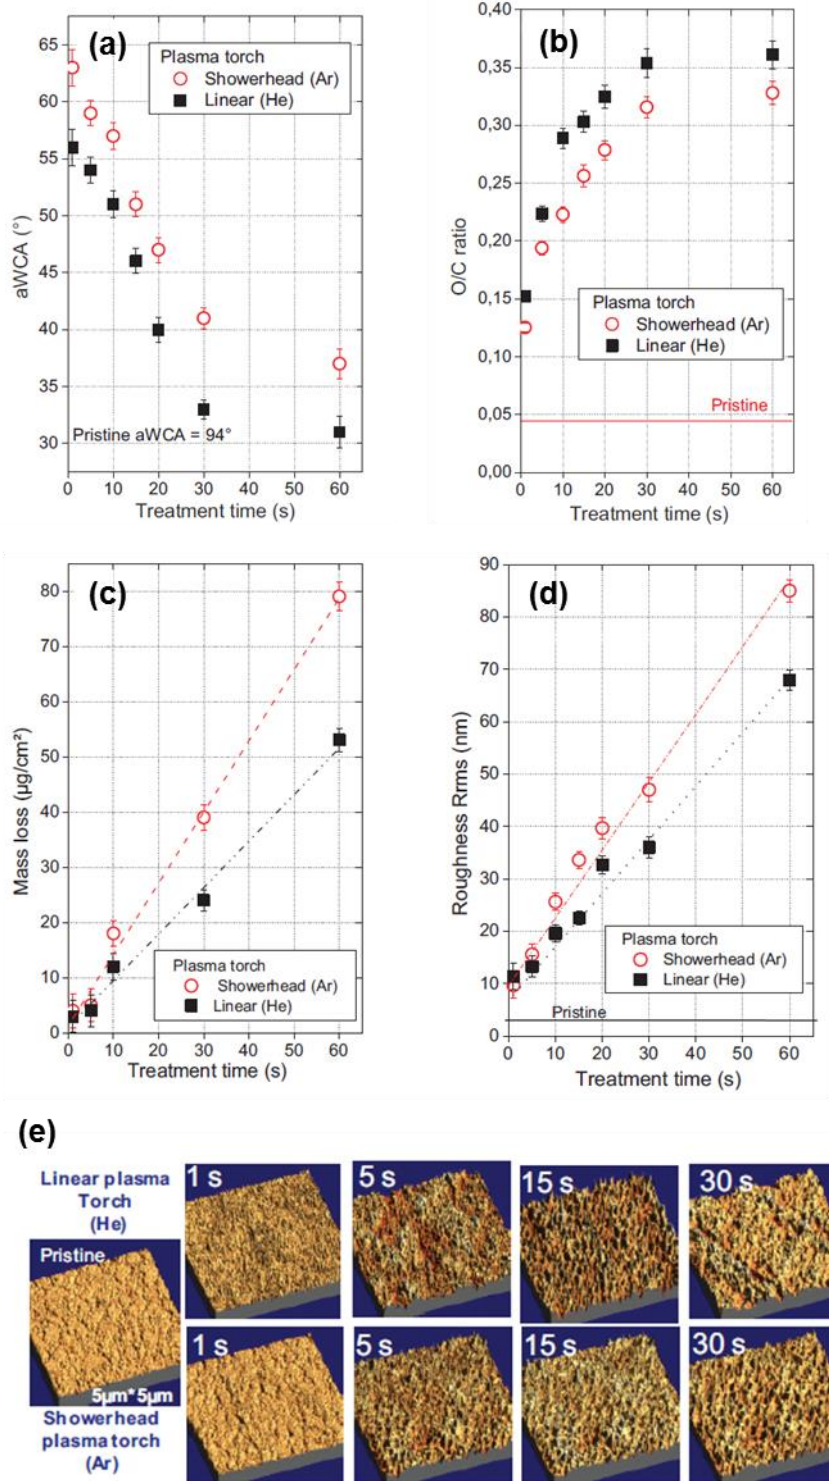 (a)
Plasma torch
Showerhead (Ar)
Linear (He)
65
60
55
50
45
40
35
30
aWCA (°)
Pristine aWCA = 94°
0 10 20 30 40 50 60
Treatment time (s)
(b)
0,40
0,35
0,30
0,25
0,20
0,15
0,10
0,05
0,00
O/C ratio
Plasma torch
Showerhead (Ar)
Linear (He)
Pristine
0 10 20 30 40 50 60
Treatment time (s)
(c)
80
70
60
50
40
30
20
10
0
Mass loss (µg/cm²)
Plasma torch
Showerhead (Ar)
Linear (He)
0 10 20 30 40 50 60
Treatment time (s)
(d)
90
80
70
60
50
40
30
20
10
0
Roughness Rrms (nm)
Plasma torch
Showerhead (Ar)
Linear (He)
Pristine
0 10 20 30 40 50 60
Treatment time (s)
(e)
Linear plasma
Torch
(He)
1 s
5 s
15 s
30 s
Pristine
5µm*5µm
Showerhead
plasma torch
(Ar)
1 s
5 s
15 s
30 s